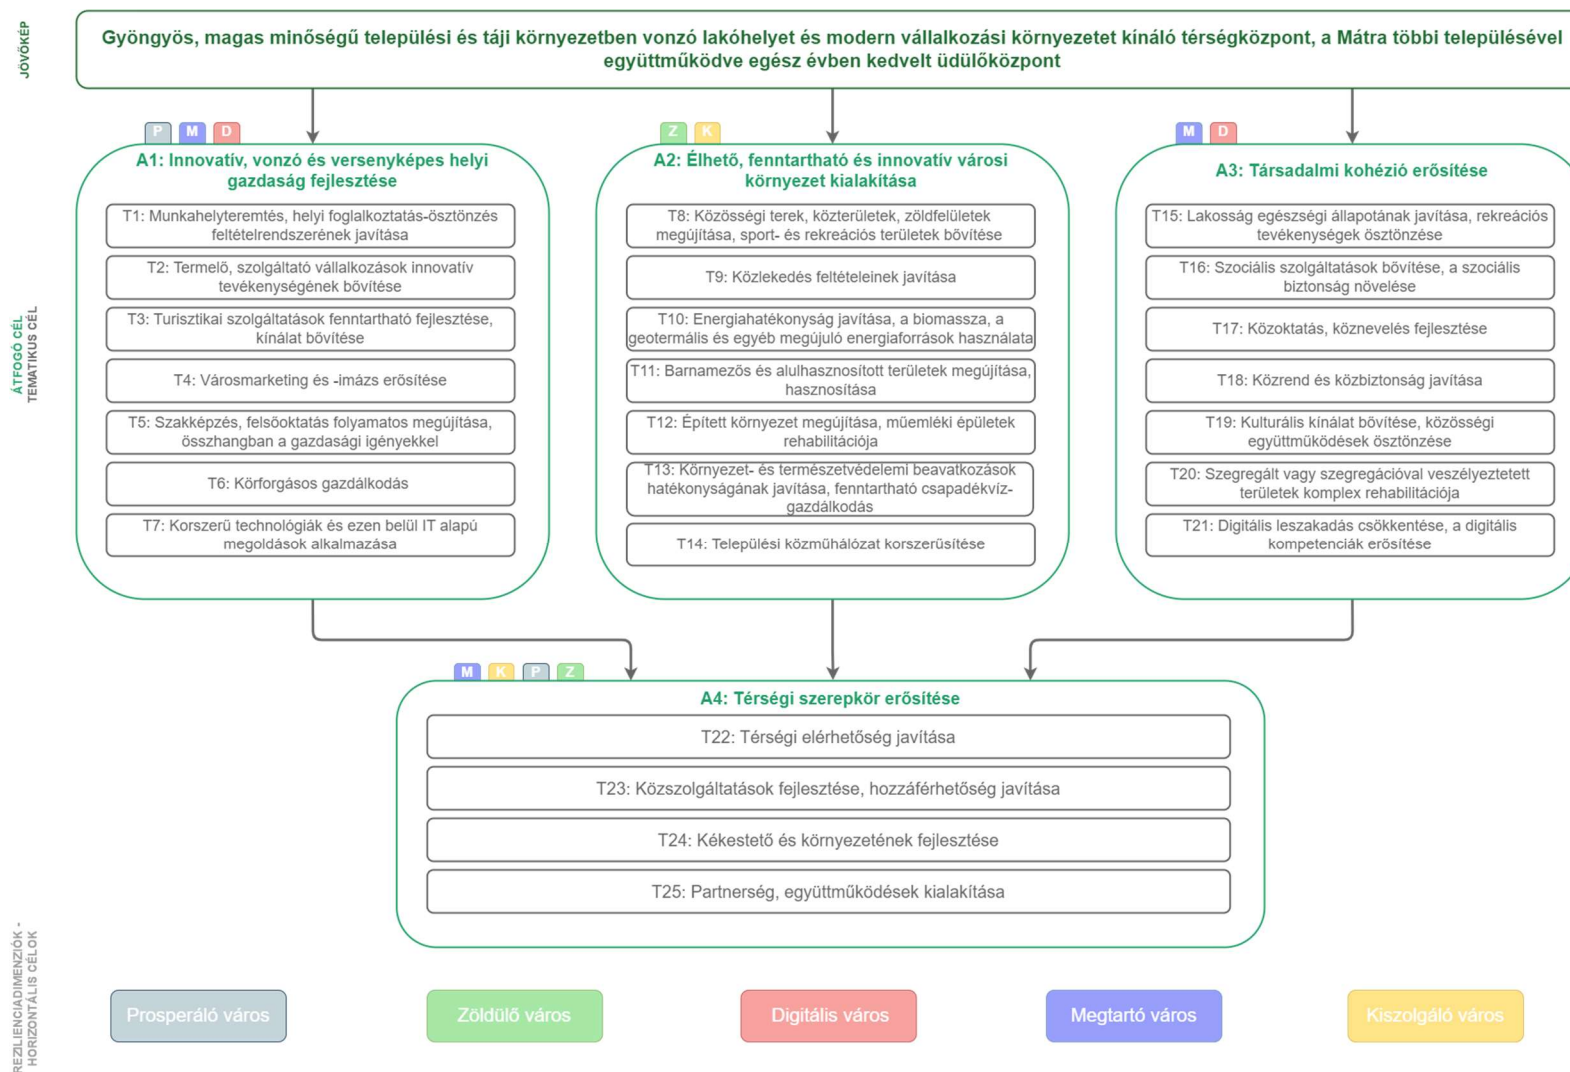 JÖVŐKÉP
Gyöngyös, magas minőségű települési és táji környezetben vonzó lakóhelyet és modern vállalkozási környezetet kínáló térségközpont, a Mátra többi településével
együttműködve egész évben kedvelt üdülőközpont
ÁTFOGÓ CÉL
TEMATIKUS CÉL
P M D
A1: Innovatív, vonzó és versenyképes helyi
gazdaság fejlesztése
T1: Munkahelyteremtés, helyi foglalkoztatás-ösztönzés
feltételrendszerének javítása
T2: Termelő, szolgáltató vállalkozások innovatív
tevékenységének bővítése
T3: Turisztikai szolgáltatások fenntartható fejlesztése,
kínálat bővítése
T4: Városmarketing és -imázs erősítése
T5: Szakképzés, felsőoktatás folyamatos megújítása,
összhangban a gazdasági igényekkel
T6: Körforgásos gazdálkodás
T7: Korszerű technológiák és ezen belül IT alapú
megoldások alkalmazása
Z K
A2: Élhető, fenntartható és innovatív városi
környezet kialakítása
T8: Közösségi terek, közterületek, zöldfelületek
megújítása, sport- és rekreációs területek bővítése
T9: Közlekedés feltételeinek javítása
T10: Energiahatékonyság javítása, a biomassza, a
geotermális és egyéb megújuló energiaforrások használata
T11: Barnamezős és alulhasznosított területek megújítása,
hasznosítása
T12: Épített környezet megújítása, műemléki épületek
rehabilitációja
T13: Környezet- és természetvédelmi beavatkozások
hatékonyságának javítása, fenntartható csapadékvíz-
gazdálkodás
T14: Települési közműhálózat korszerűsítése
M D
A3: Társadalmi kohézió erősítése
T15: Lakosság egészségi állapotának javítása, rekreációs
tevékenységek ösztönzése
T16: Szociális szolgáltatások bővítése, a szociális
biztonság növelése
T17: Közoktatás, köznevelés fejlesztése
T18: Közrend és közbiztonság javítása
T19: Kulturális kínálat bővítése, közösségi
együttműködések ösztönzése
T20: Szegregált vagy szegregációval veszélyeztetett
területek komplex rehabilitációja
T21: Digitális leszakadás csökkentése, a digitális
kompetenciák erősítése
M K P Z
A4: Térségi szerepkör erősítése
T22: Térségi elérhetőség javítása
T23: Közszolgáltatások fejlesztése, hozzáférhetőség javítása
T24: Kékestető és környezetének fejlesztése
T25: Partnerség, együttműködések kialakítása
REZILIENCIADIMENZIÓK -
HORIZONTÁLIS CÉLOK
Prosperáló város
Zöldülő város
Digitális város
Megtartó város
Kiszolgáló város